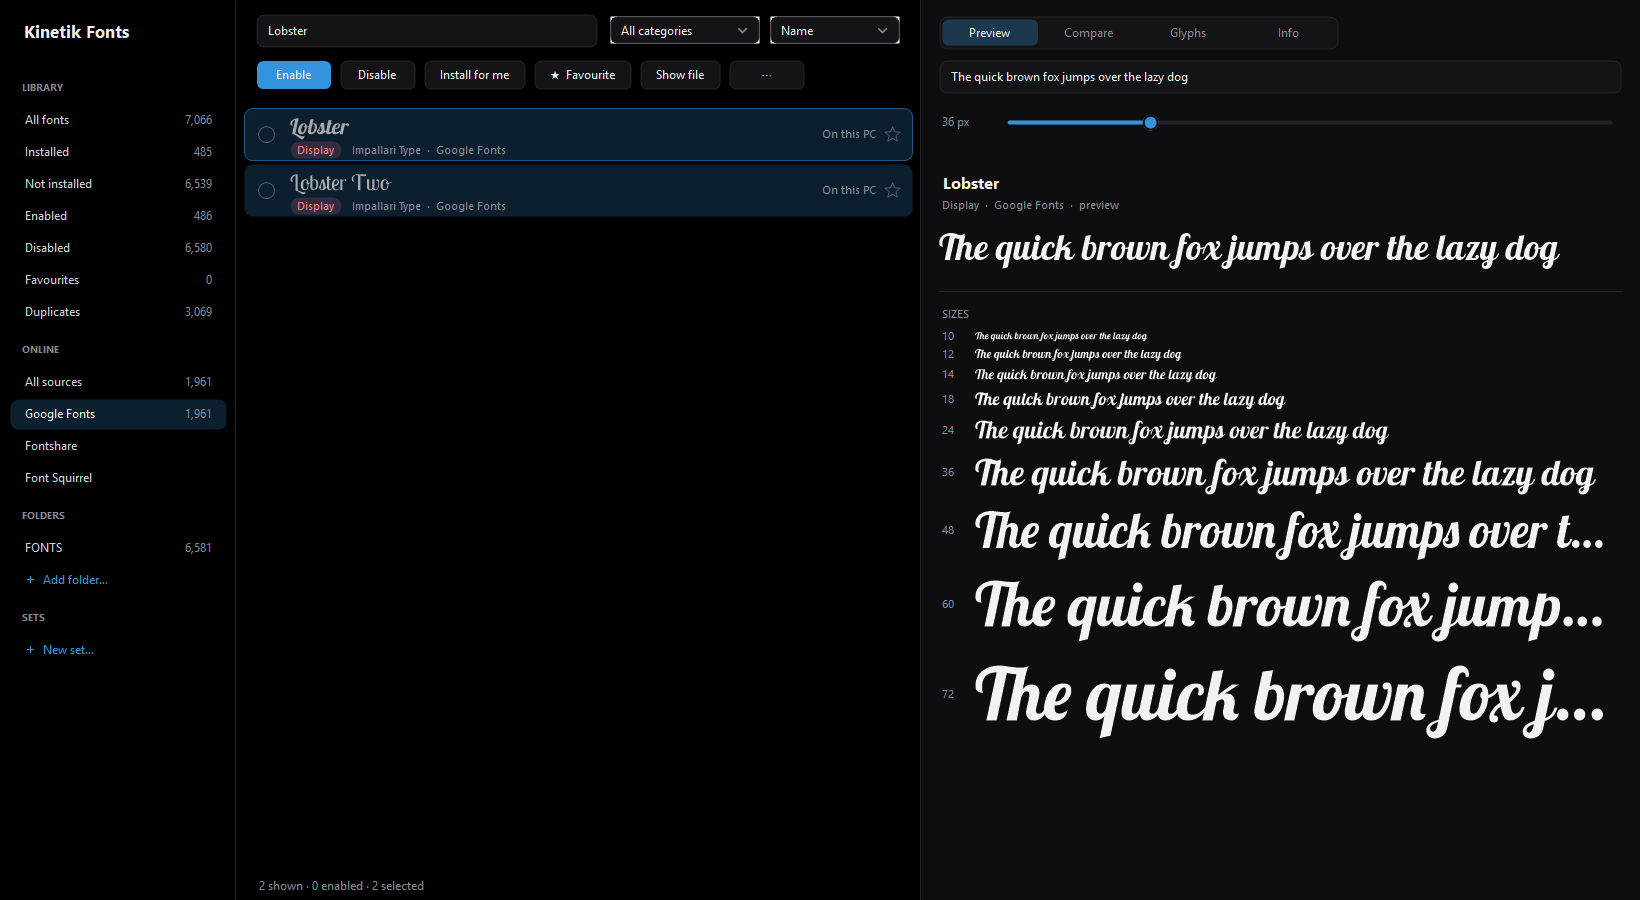 Kinetik Fonts
LIBRARY
All fonts 7,066
Installed 485
Not installed 6,539
Enabled 486
Disabled 6,580
Favourites 0
Duplicates 3,069
ONLINE
All sources 1,961
Google Fonts 1,961
Fontshare
Font Squirrel
FOLDERS
FONTS 6,581
+ Add folder...
SETS
+ New set...
Lobster All categories Name
Enable Disable Install for me ★ Favourite Show file ...
Lobster
Display Impallari Type · Google Fonts
On this PC
Lobster Two
Display Impallari Type · Google Fonts
On this PC
2 shown · 0 enabled · 2 selected
Preview Compare Glyphs Info
The quick brown fox jumps over the lazy dog
36 px
Lobster
Display · Google Fonts · preview
The quick brown fox jumps over the lazy dog
SIZES
10 The quick brown fox jumps over the lazy dog
12 The quick brown fox jumps over the lazy dog
14 The quick brown fox jumps over the lazy dog
18 The quick brown fox jumps over the lazy dog
24 The quick brown fox jumps over the lazy dog
36 The quick brown fox jumps over the lazy dog
48 The quick brown fox jumps over t...
60 The quick brown fox jump...
72 The quick brown fox j...